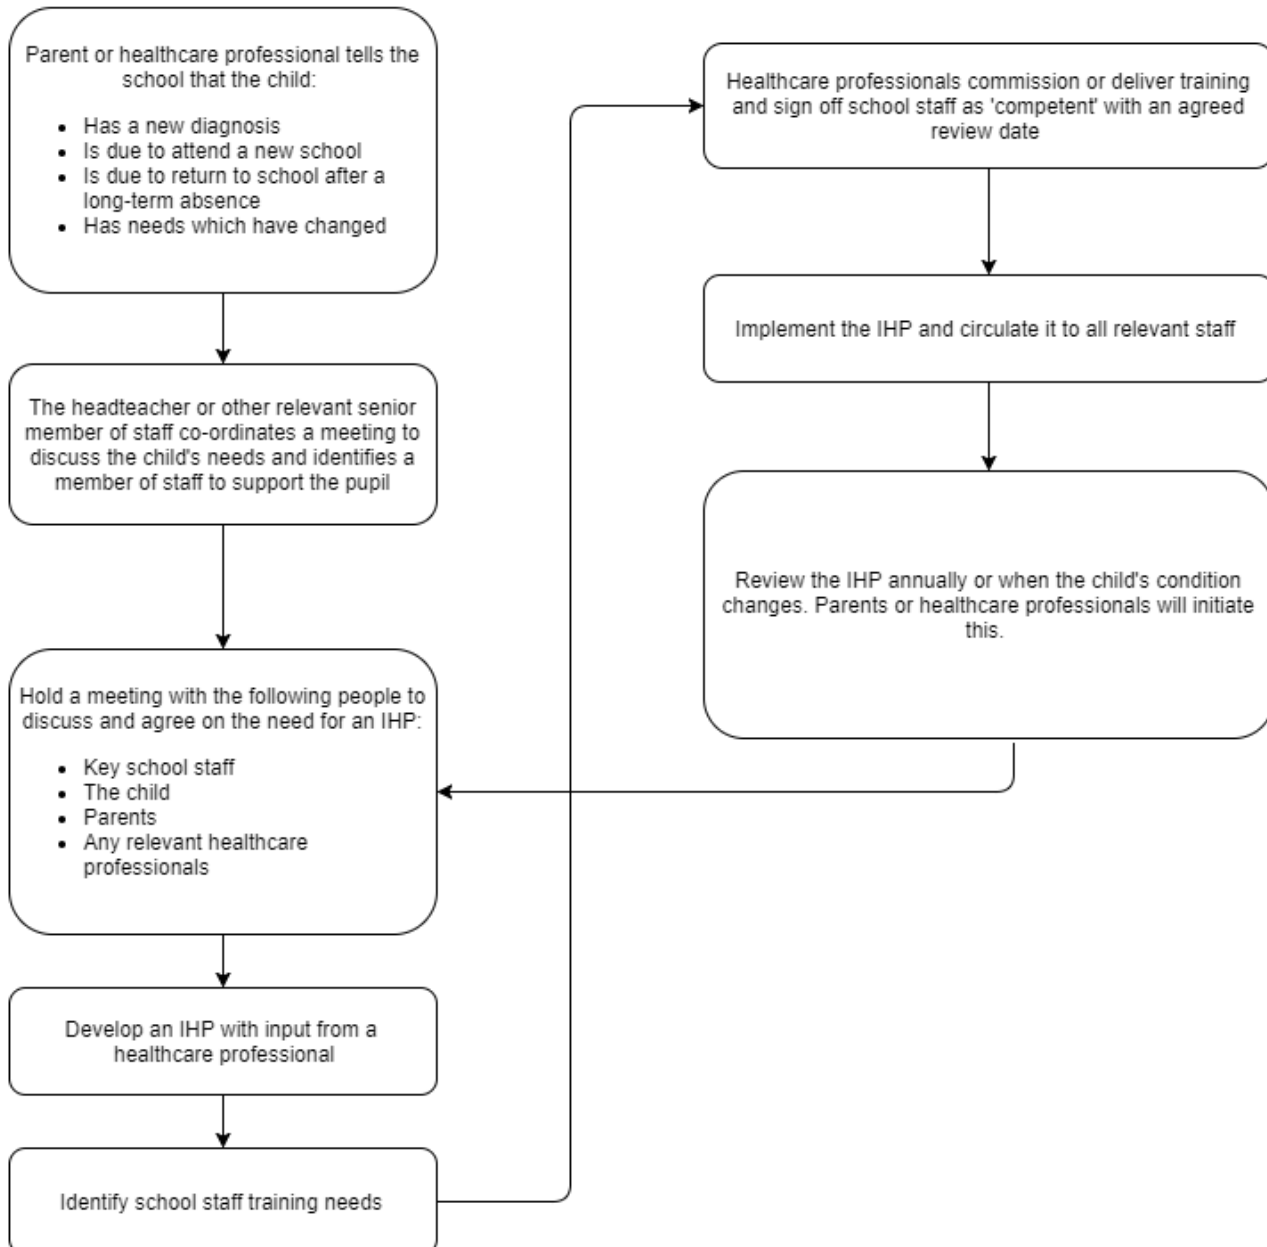 Parent or healthcare professional tells the
school that the child:
• Has a new diagnosis
• Is due to attend a new school
• Is due to return to school after a
long-term absence
• Has needs which have changed
The headteacher or other relevant senior
member of staff co-ordinates a meeting to
discuss the child's needs and identifies a
member of staff to support the pupil
Hold a meeting with the following people to
discuss and agree on the need for an IHP:
• Key school staff
• The child
• Parents
• Any relevant healthcare
professionals
Develop an IHP with input from a
healthcare professional
Identify school staff training needs
Healthcare professionals commission or deliver training
and sign off school staff as 'competent' with an agreed
review date
Implement the IHP and circulate it to all relevant staff
Review the IHP annually or when the child's condition
changes. Parents or healthcare professionals will initiate
this.